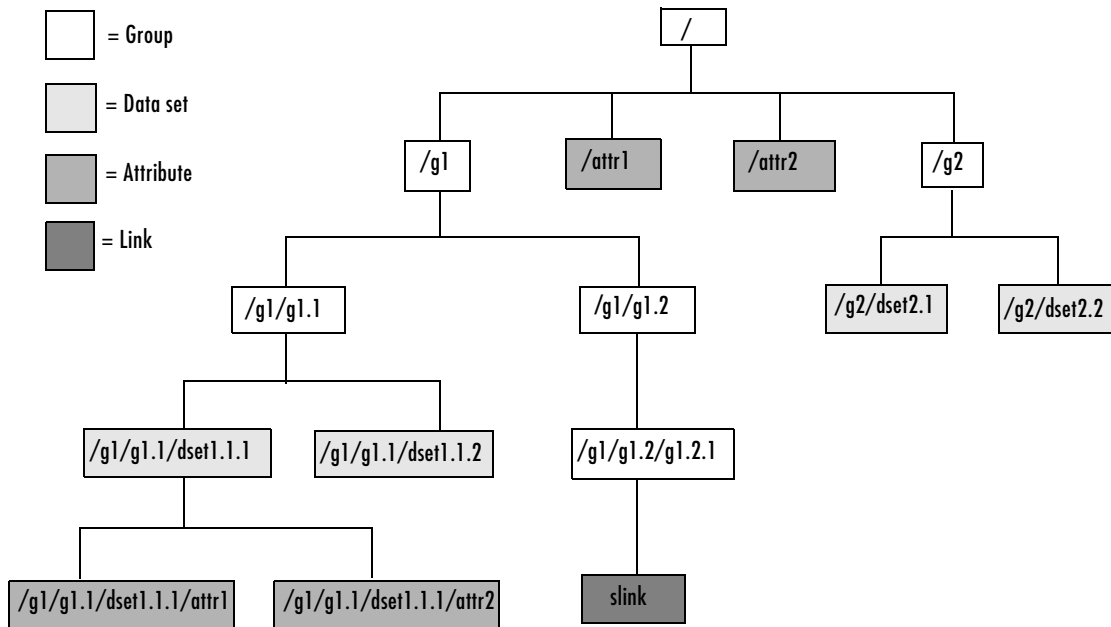 = Group
= Data set
= Attribute
= Link
/
/g1
/attr1
/attr2
/g2
/g1/g1.1
/g1/g1.2
/g2/dset2.1
/g2/dset2.2
/g1/g1.1/dset1.1.1
/g1/g1.1/dset1.1.2
/g1/g1.2/g1.2.1
/g1/g1.1/dset1.1.1/attr1
/g1/g1.1/dset1.1.1/attr2
slink